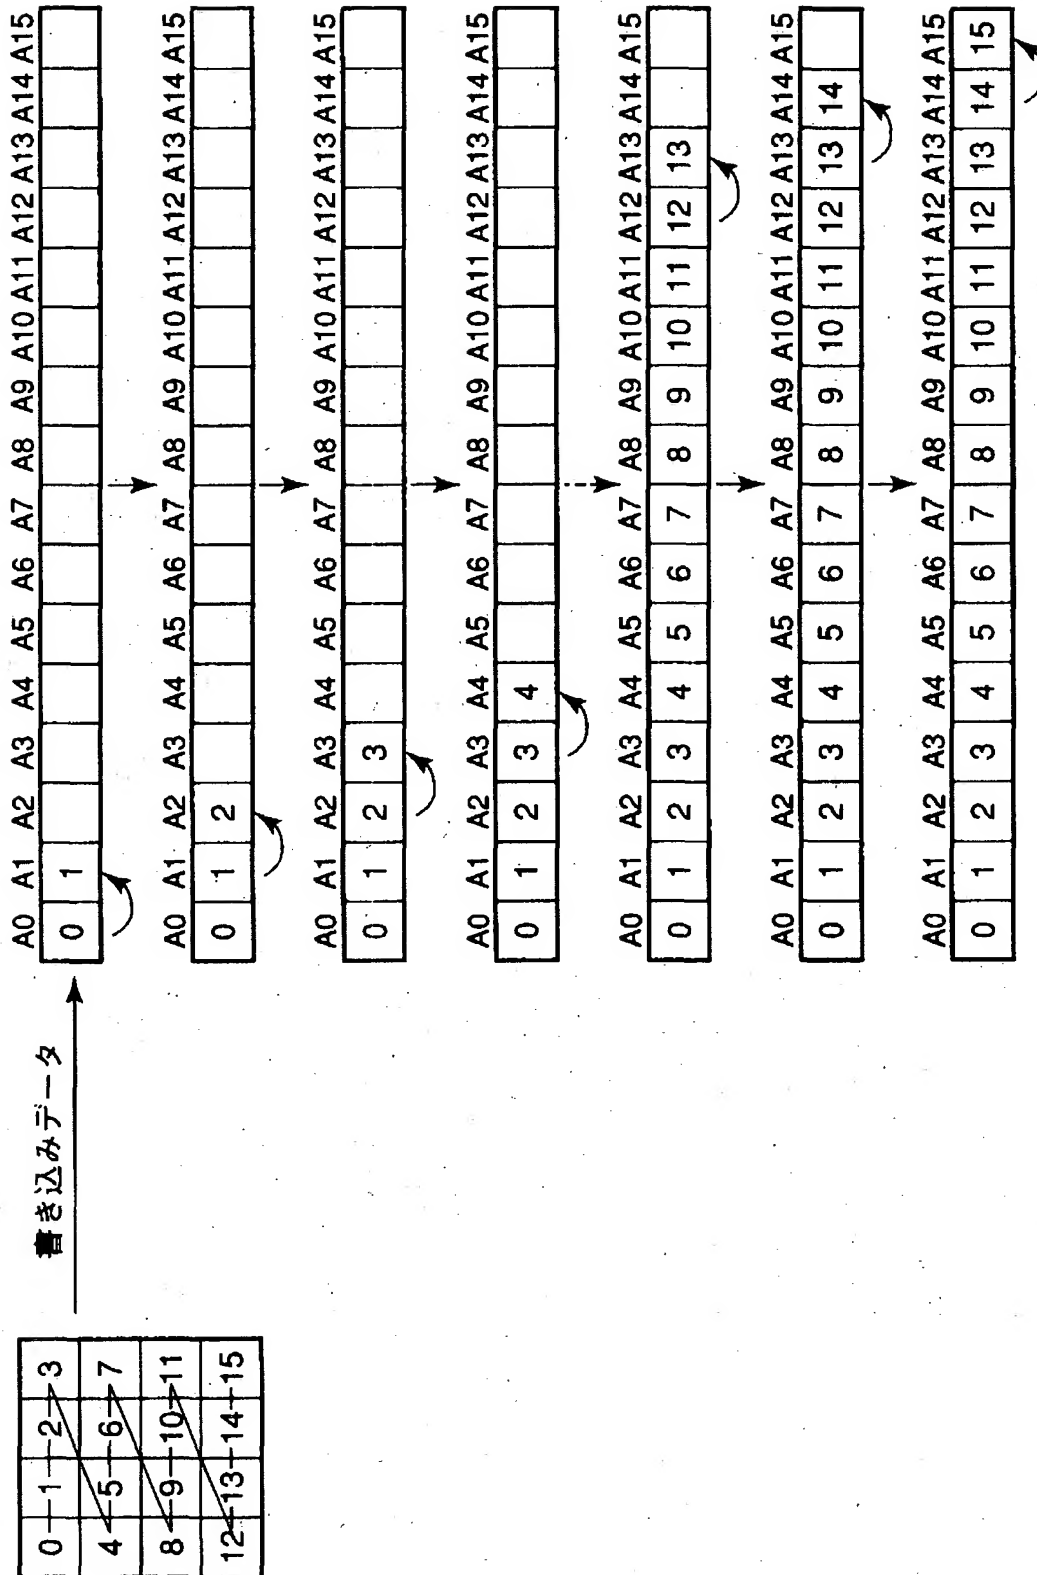 0 1 2 3
4 5 6 7
8 9 10 11
12 13 14 15
書き込みデータ
A0 A1 A2 A3 A4 A5 A6 A7 A8 A9 A10 A11 A12 A13 A14 A15
0 1
A0 A1 A2 A3 A4 A5 A6 A7 A8 A9 A10 A11 A12 A13 A14 A15
0 1 2
A0 A1 A2 A3 A4 A5 A6 A7 A8 A9 A10 A11 A12 A13 A14 A15
0 1 2 3
A0 A1 A2 A3 A4 A5 A6 A7 A8 A9 A10 A11 A12 A13 A14 A15
0 1 2 3 4
A0 A1 A2 A3 A4 A5 A6 A7 A8 A9 A10 A11 A12 A13 A14 A15
0 1 2 3 4 5 6 7 8 9 10 11 12 13
A0 A1 A2 A3 A4 A5 A6 A7 A8 A9 A10 A11 A12 A13 A14 A15
0 1 2 3 4 5 6 7 8 9 10 11 12 13 14
A0 A1 A2 A3 A4 A5 A6 A7 A8 A9 A10 A11 A12 A13 A14 A15
0 1 2 3 4 5 6 7 8 9 10 11 12 13 14 15